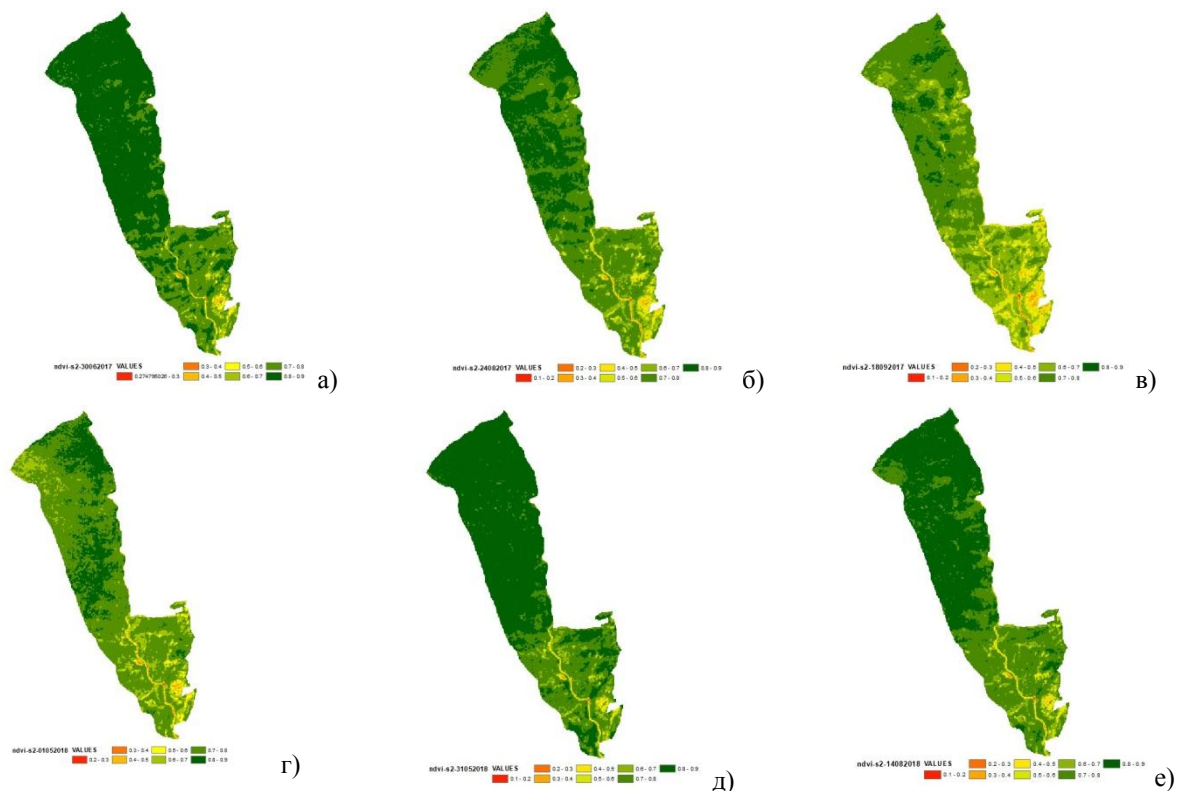 ndvi-s2-30062017 VALUES 0.3 - 0.4 0.5 - 0.6 0.7 - 0.8
0.274795026 - 0.3 0.4 - 0.5 0.6 - 0.7 0.8 - 0.9
а)
ndvi-s2-24082017 VALUES 0.2 - 0.3 0.4 - 0.5 0.6 - 0.7 0.8 - 0.9
0.1 - 0.2 0.3 - 0.4 0.5 - 0.6 0.7 - 0.8
б)
ndvi-s2-18092017 VALUES 0.2 - 0.3 0.4 - 0.5 0.6 - 0.7 0.8 - 0.9
0.1 - 0.2 0.3 - 0.4 0.5 - 0.6 0.7 - 0.8
в)
ndvi-s2-01052018 VALUES 0.3 - 0.4 0.5 - 0.6 0.7 - 0.8
0.2 - 0.3 0.4 - 0.5 0.6 - 0.7 0.8 - 0.9
г)
ndvi-s2-31052018 VALUES 0.2 - 0.3 0.4 - 0.5 0.6 - 0.7 0.8 - 0.9
0.1 - 0.2 0.3 - 0.4 0.5 - 0.6 0.7 - 0.8
д)
ndvi-s2-14082018 VALUES 0.2 - 0.3 0.4 - 0.5 0.6 - 0.7 0.8 - 0.9
0.1 - 0.2 0.3 - 0.4 0.5 - 0.6 0.7 - 0.8
е)